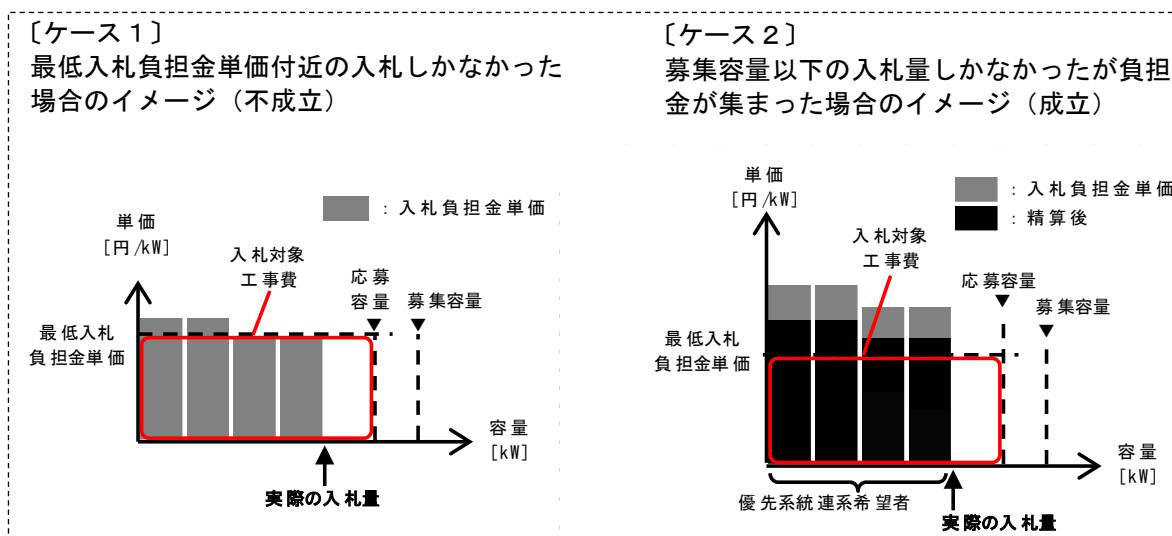 〔ケース１〕
最低入札負担金単価付近の入札しかなかった
場合のイメージ（不成立）
単価
[円/kW]
：入札負担金単価
入札対象
工事費
応募
容量
募集容量
最低入札
負担金単価
容量
[kW]
実際の入札量
〔ケース２〕
募集容量以下の入札量しかなかったが負担
金が集まった場合のイメージ（成立）
単価
[円/kW]
：入札負担金単価
：精算後
入札対象
工事費
応募容量
募集容量
最低入札
負担金単価
容量
[kW]
優先系統連系希望者
実際の入札量